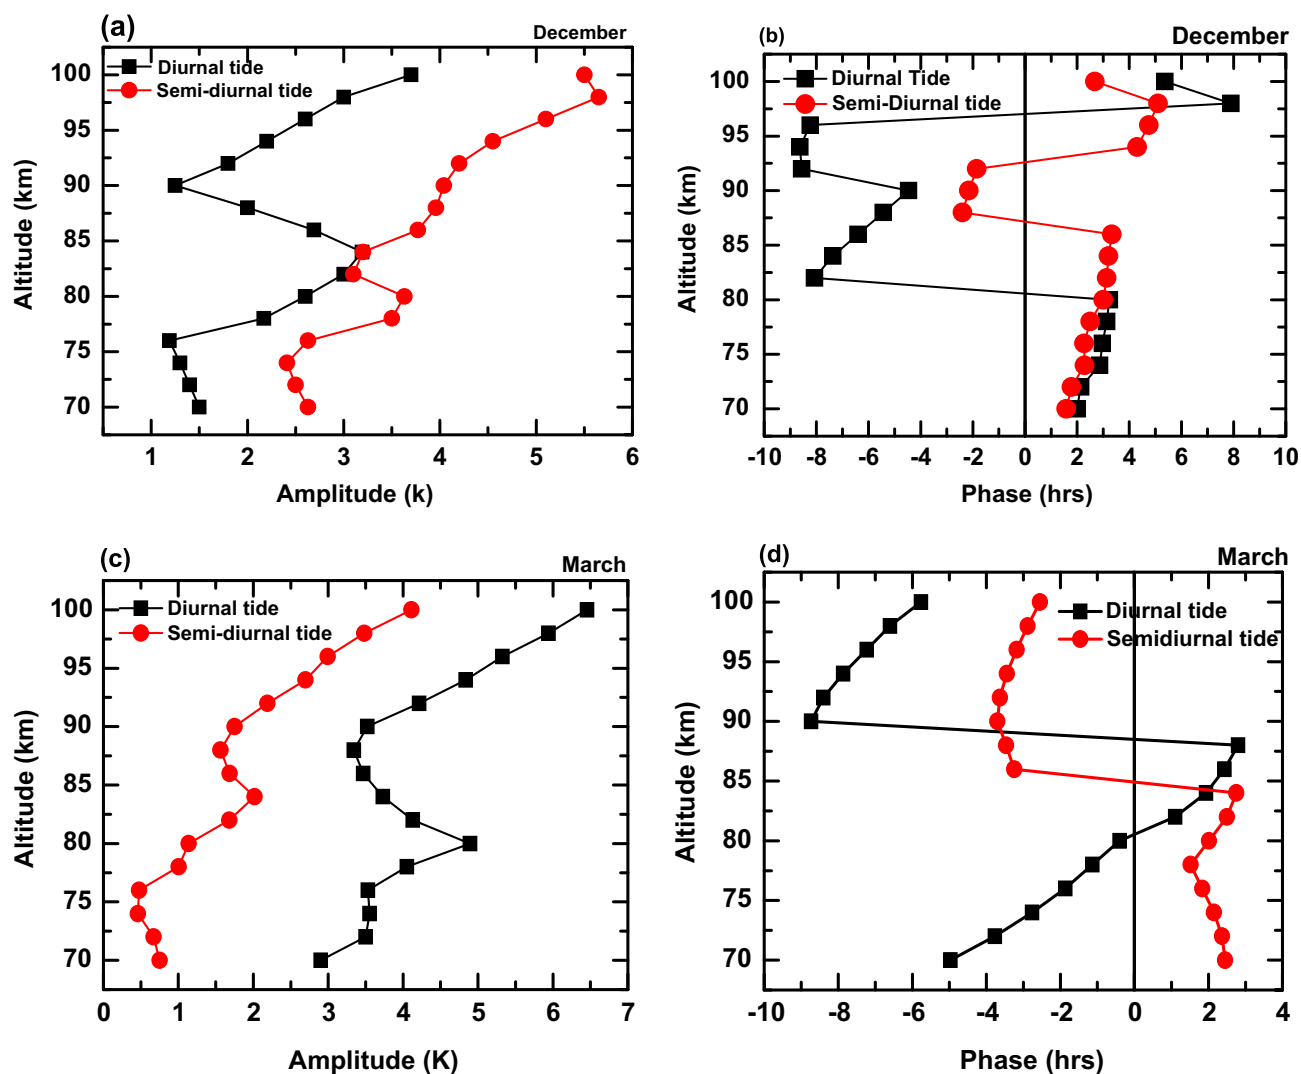 (a)
December
Diurnal tide
Semi-diurnal tide
100
95
90
85
80
75
70
Altitude (km)
1 2 3 4 5 6
Amplitude (k)
(b)
December
Diurnal Tide
Semi-Diurnal tide
100
95
90
85
80
75
70
Altitude (km)
-10 -8 -6 -4 -2 0 2 4 6 8 10
Phase (hrs)
(c)
March
Diurnal tide
Semi-diurnal tide
100
95
90
85
80
75
70
Altitude (km)
0 1 2 3 4 5 6 7
Amplitude (K)
(d)
March
Diurnal tide
Semidiurnal tide
100
95
90
85
80
75
70
Altitude (km)
-10 -8 -6 -4 -2 0 2 4
Phase (hrs)